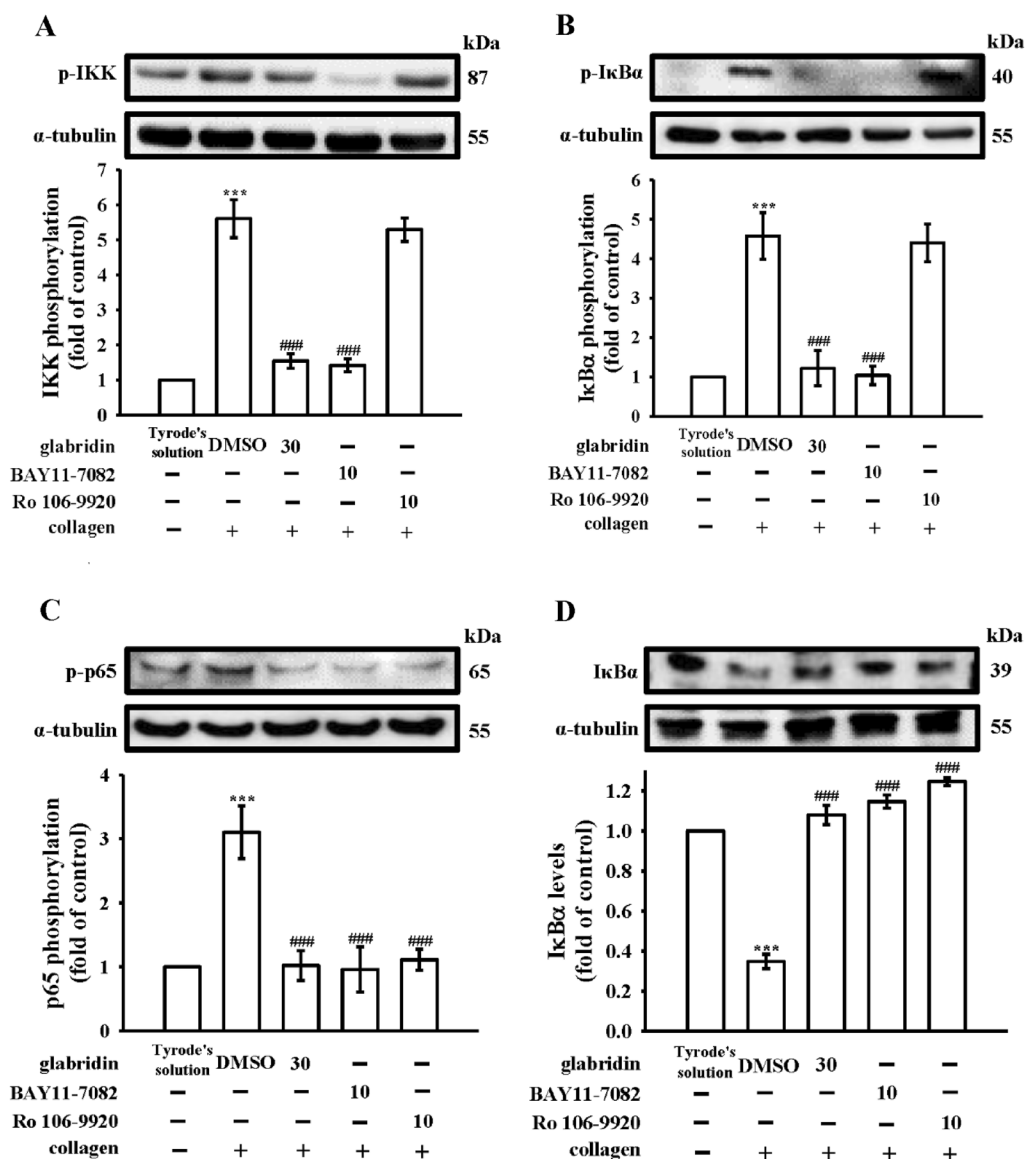 A
kDa
p-IKK
87
α-tubulin
55
IKK phosphorylation
(fold of control)
7
6
5
4
3
2
1
0
***
###
###
glabridin Tyrode's solution DMSO 30 – –
BAY11-7082 – – – 10 –
Ro 106-9920 – – – – 10
collagen – + + + +
B
kDa
p-IκBα
40
α-tubulin
55
IκBα phosphorylation
(fold of control)
6
5
4
3
2
1
0
***
###
###
glabridin Tyrode's solution DMSO 30 – –
BAY11-7082 – – – 10 –
Ro 106-9920 – – – – 10
collagen – + + + +
C
kDa
p-p65
65
α-tubulin
55
p65 phosphorylation
(fold of control)
4
3
2
1
0
***
###
###
###
glabridin Tyrode's solution DMSO 30 – –
BAY11-7082 – – – 10 –
Ro 106-9920 – – – – 10
collagen – + + + +
D
kDa
IκBα
39
α-tubulin
55
IκBα levels
(fold of control)
1.2
1.0
0.8
0.6
0.4
0.2
0.0
***
###
###
###
glabridin Tyrode's solution DMSO 30 – –
BAY11-7082 – – – 10 –
Ro 106-9920 – – – – 10
collagen – + + + +